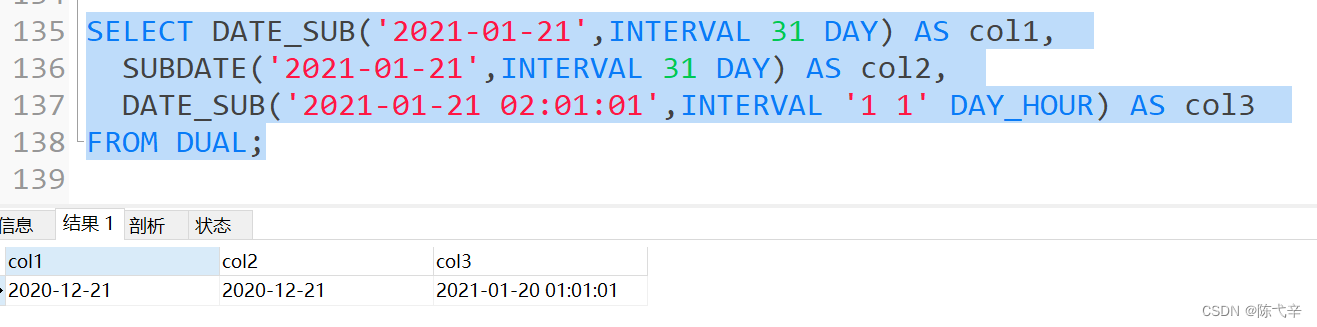 135 SELECT DATE_SUB('2021-01-21',INTERVAL 31 DAY) AS col1,
136 SUBDATE('2021-01-21',INTERVAL 31 DAY) AS col2,
137 DATE_SUB('2021-01-21 02:01:01',INTERVAL '1 1' DAY_HOUR) AS col3
138 FROM DUAL;
139
信息 结果 1 剖析 状态
col1 col2 col3
2020-12-21 2020-12-21 2021-01-20 01:01:01
CSDN @陈弋辛